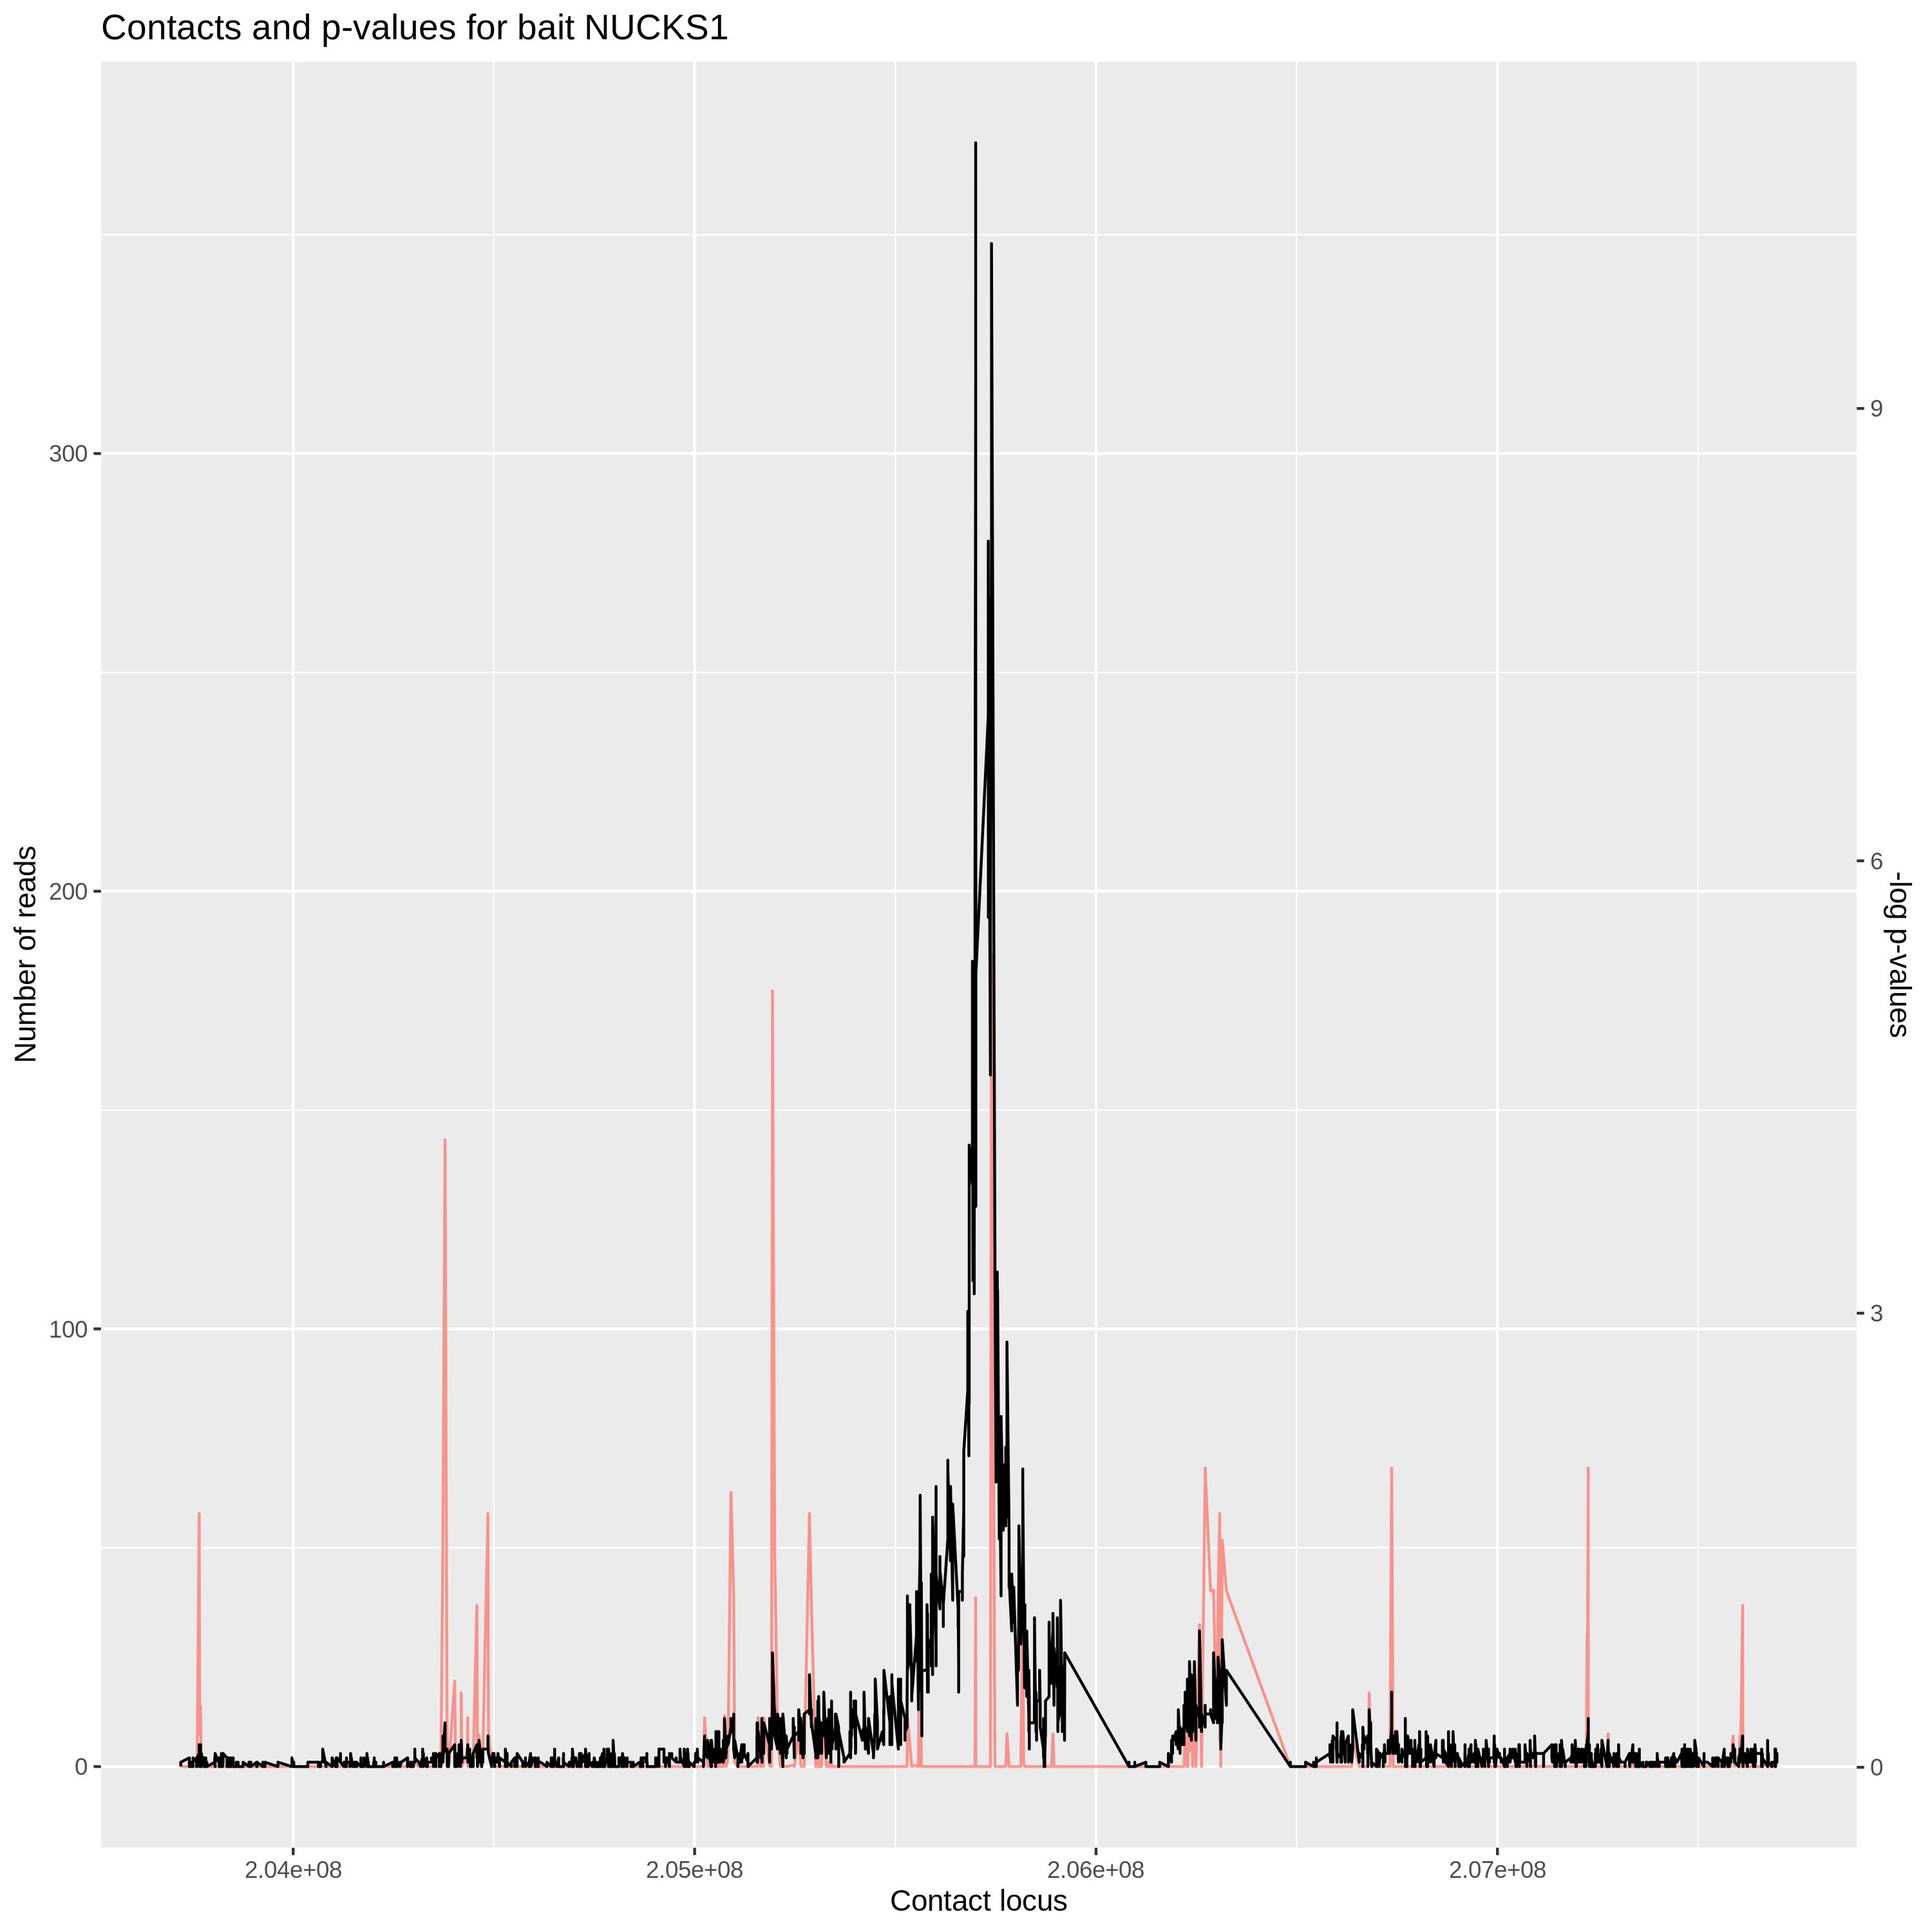 Contacts and p-values for bait NUCKS1
Number of reads
300
200
100
0
9
6
3
0
-log p-values
2.04e+08
2.05e+08
2.06e+08
2.07e+08
Contact locus